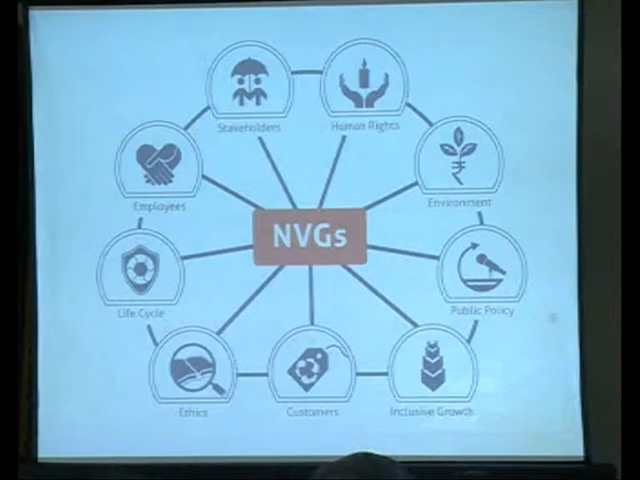 Stakeholders
Human Rights
Employees
Environment
NVGs
Life-Cycle
Public Policy
Ethics
Customers
Inclusive Growth